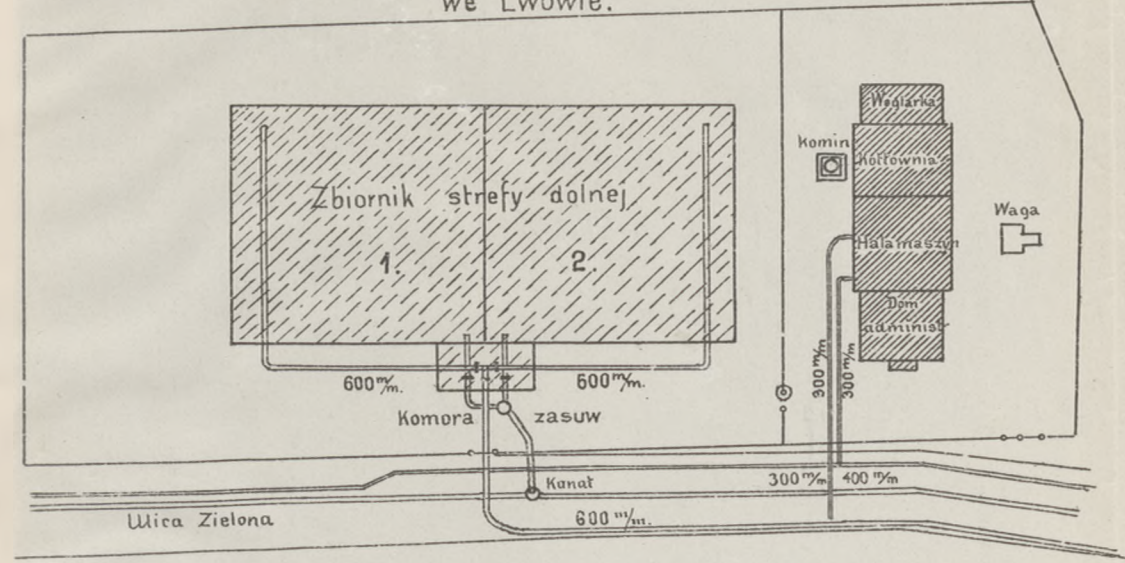 we Lwowie.
Węglarka
Komin
Kotłownia
Zbiornik strefy dolnej
Waga
Hala maszyn
1.
2.
Dom
administ.
300 m/m
300 m/m
600 m/m.
600 m/m.
Komora zasuw
300 m/m
400 m/m
Kanał
Ulica Zielona
600 m/m.